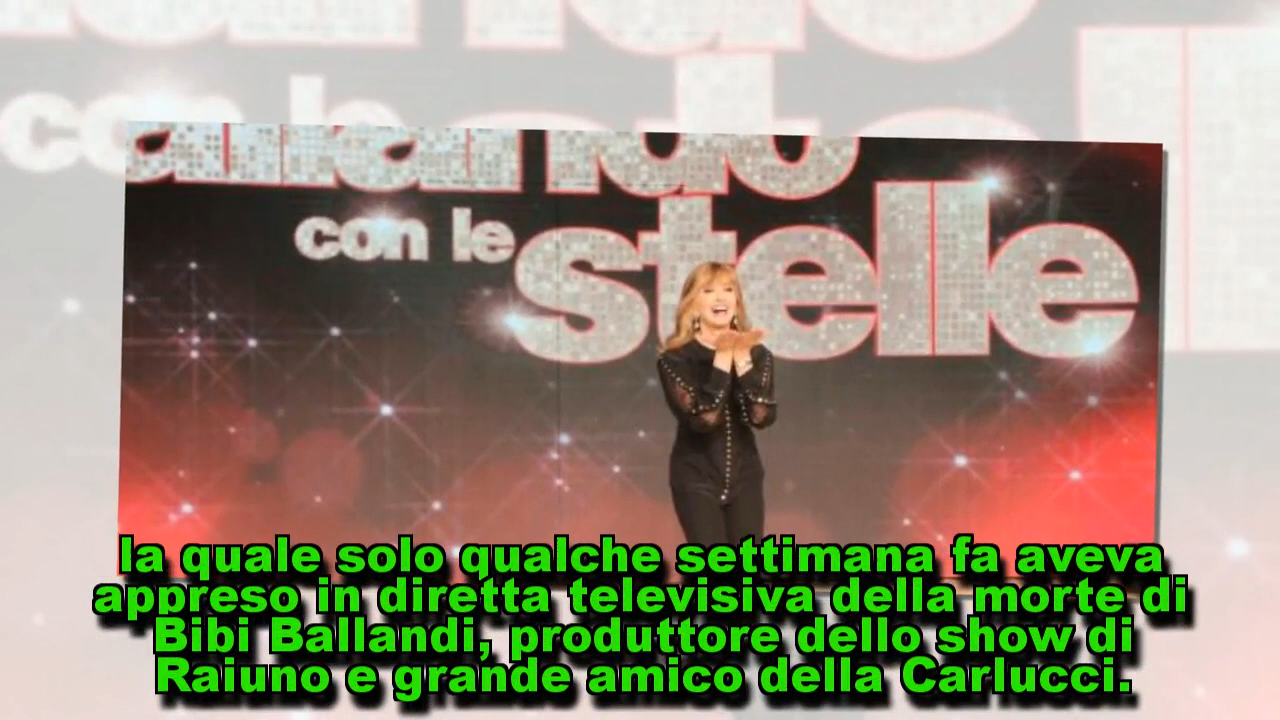 allando
con le
stelle
la quale solo qualche settimana fa aveva
appreso in diretta televisiva della morte di
Bibi Ballandi, produttore dello show di
Raiuno e grande amico della Carlucci.